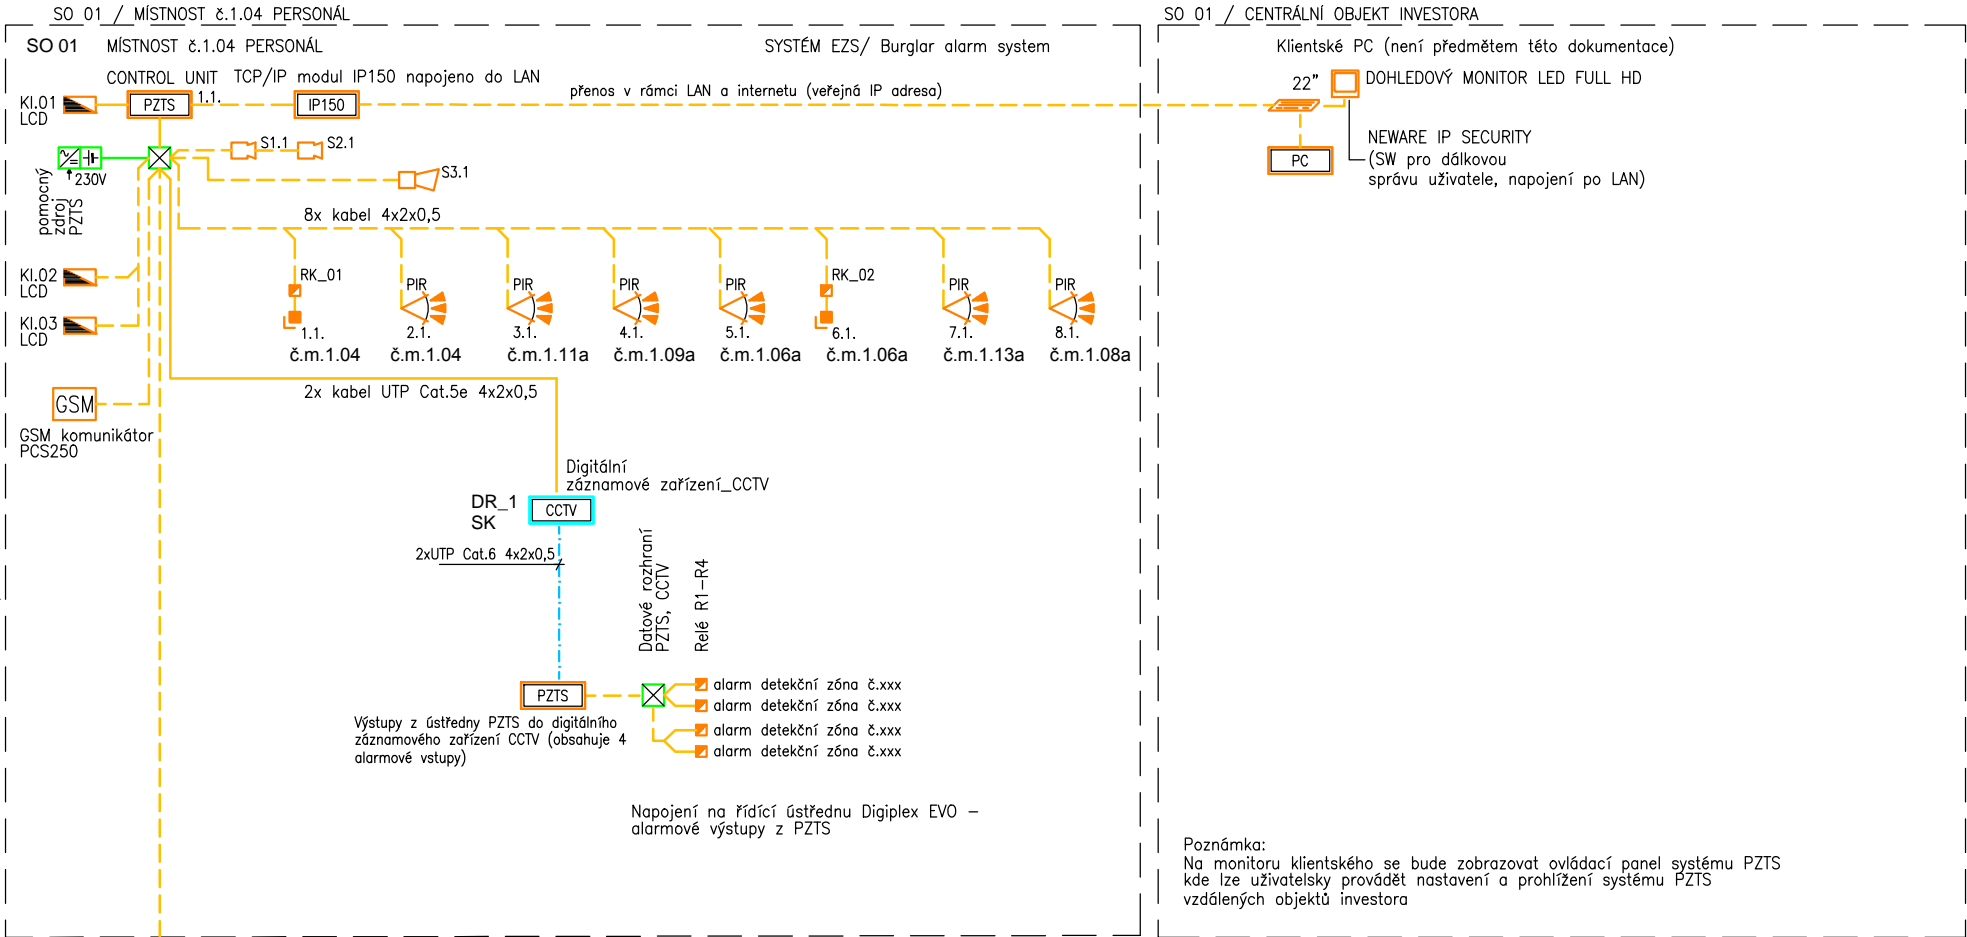 SO 01 / MÍSTNOST č.1.04 PERSONÁL
SO 01 / CENTRÁLNÍ OBJEKT INVESTORA
SO 01 MÍSTNOST č.1.04 PERSONÁL
SYSTÉM EZS/ Burglar alarm system
CONTROL UNIT
TCP/IP modul IP150 napojeno do LAN
KI.01
LCD
PZTS
1.1.
IP150
přenos v rámci LAN a internetu (veřejná IP adresa)
S1.1
S2.1
S3.1
230V
pomocný
zdroj
PZTS
8x kabel 4x2x0,5
KI.02
LCD
KI.03
LCD
RK_01
1.1.
č.m.1.04
PIR
2.1.
č.m.1.04
PIR
3.1.
č.m.1.11a
PIR
4.1.
č.m.1.09a
PIR
5.1.
č.m.1.06a
RK_02
6.1.
č.m.1.06a
PIR
7.1.
č.m.1.13a
PIR
8.1.
č.m.1.08a
2x kabel UTP Cat.5e 4x2x0,5
GSM
GSM komunikátor
PCS250
Digitální
záznamové zařízení_CCTV
DR_1
SK
CCTV
2xUTP Cat.6 4x2x0,5
Datové rozhraní
PZTS, CCTV
Relé R1-R4
PZTS
alarm detekční zóna č.xxx
alarm detekční zóna č.xxx
alarm detekční zóna č.xxx
alarm detekční zóna č.xxx
Výstupy z ústředny PZTS do digitálního
záznamového zařízení CCTV (obsahuje 4
alarmové vstupy)
Napojení na řídící ústřednu Digiplex EVO -
alarmové výstupy z PZTS
Klientské PC (není předmětem této dokumentace)
22”
DOHLEDOVÝ MONITOR LED FULL HD
PC
NEWARE IP SECURITY
(SW pro dálkovou
správu uživatele, napojení po LAN)
Poznámka:
Na monitoru klientského se bude zobrazovat ovládací panel systému PZTS
kde lze uživatelsky provádět nastavení a prohlížení systému PZTS
vzdálených objektů investora